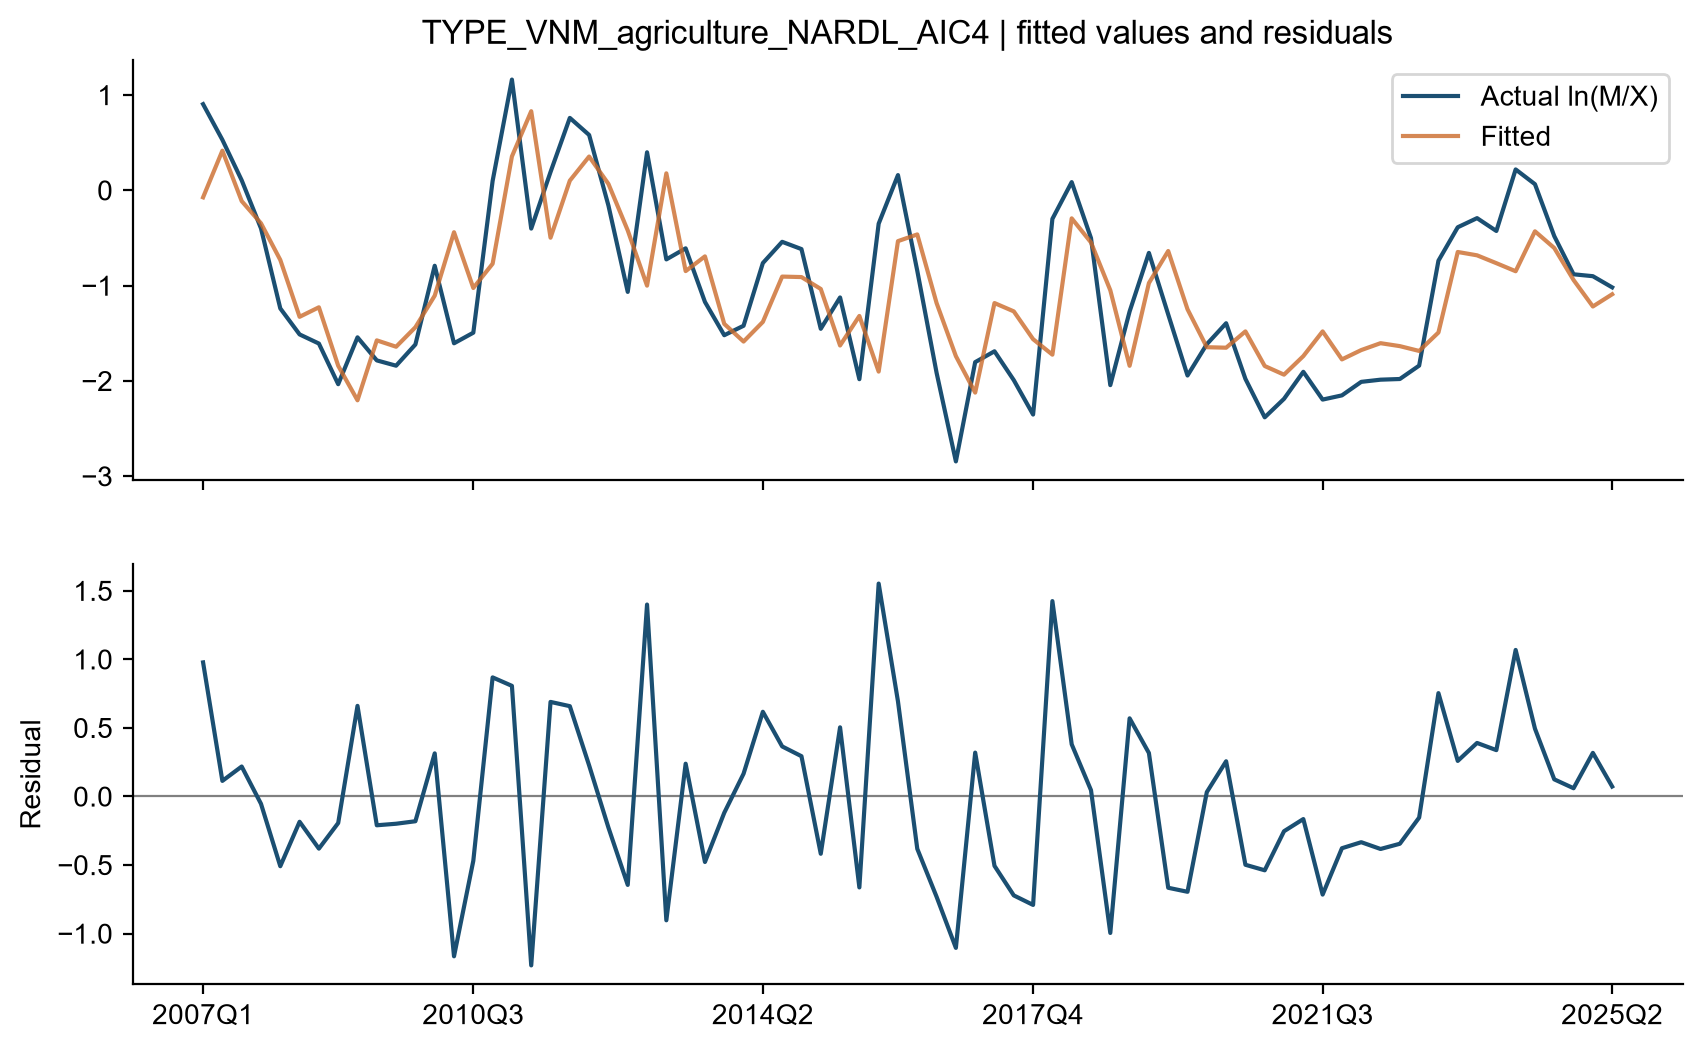 TYPE_VNM_agriculture_NARDL_AIC4 | fitted values and residuals
Actual ln(M/X)
Fitted
1
0
−1
−2
−3
Residual
1.5
1.0
0.5
0.0
−0.5
−1.0
2007Q1 2010Q3 2014Q2 2017Q4 2021Q3 2025Q2